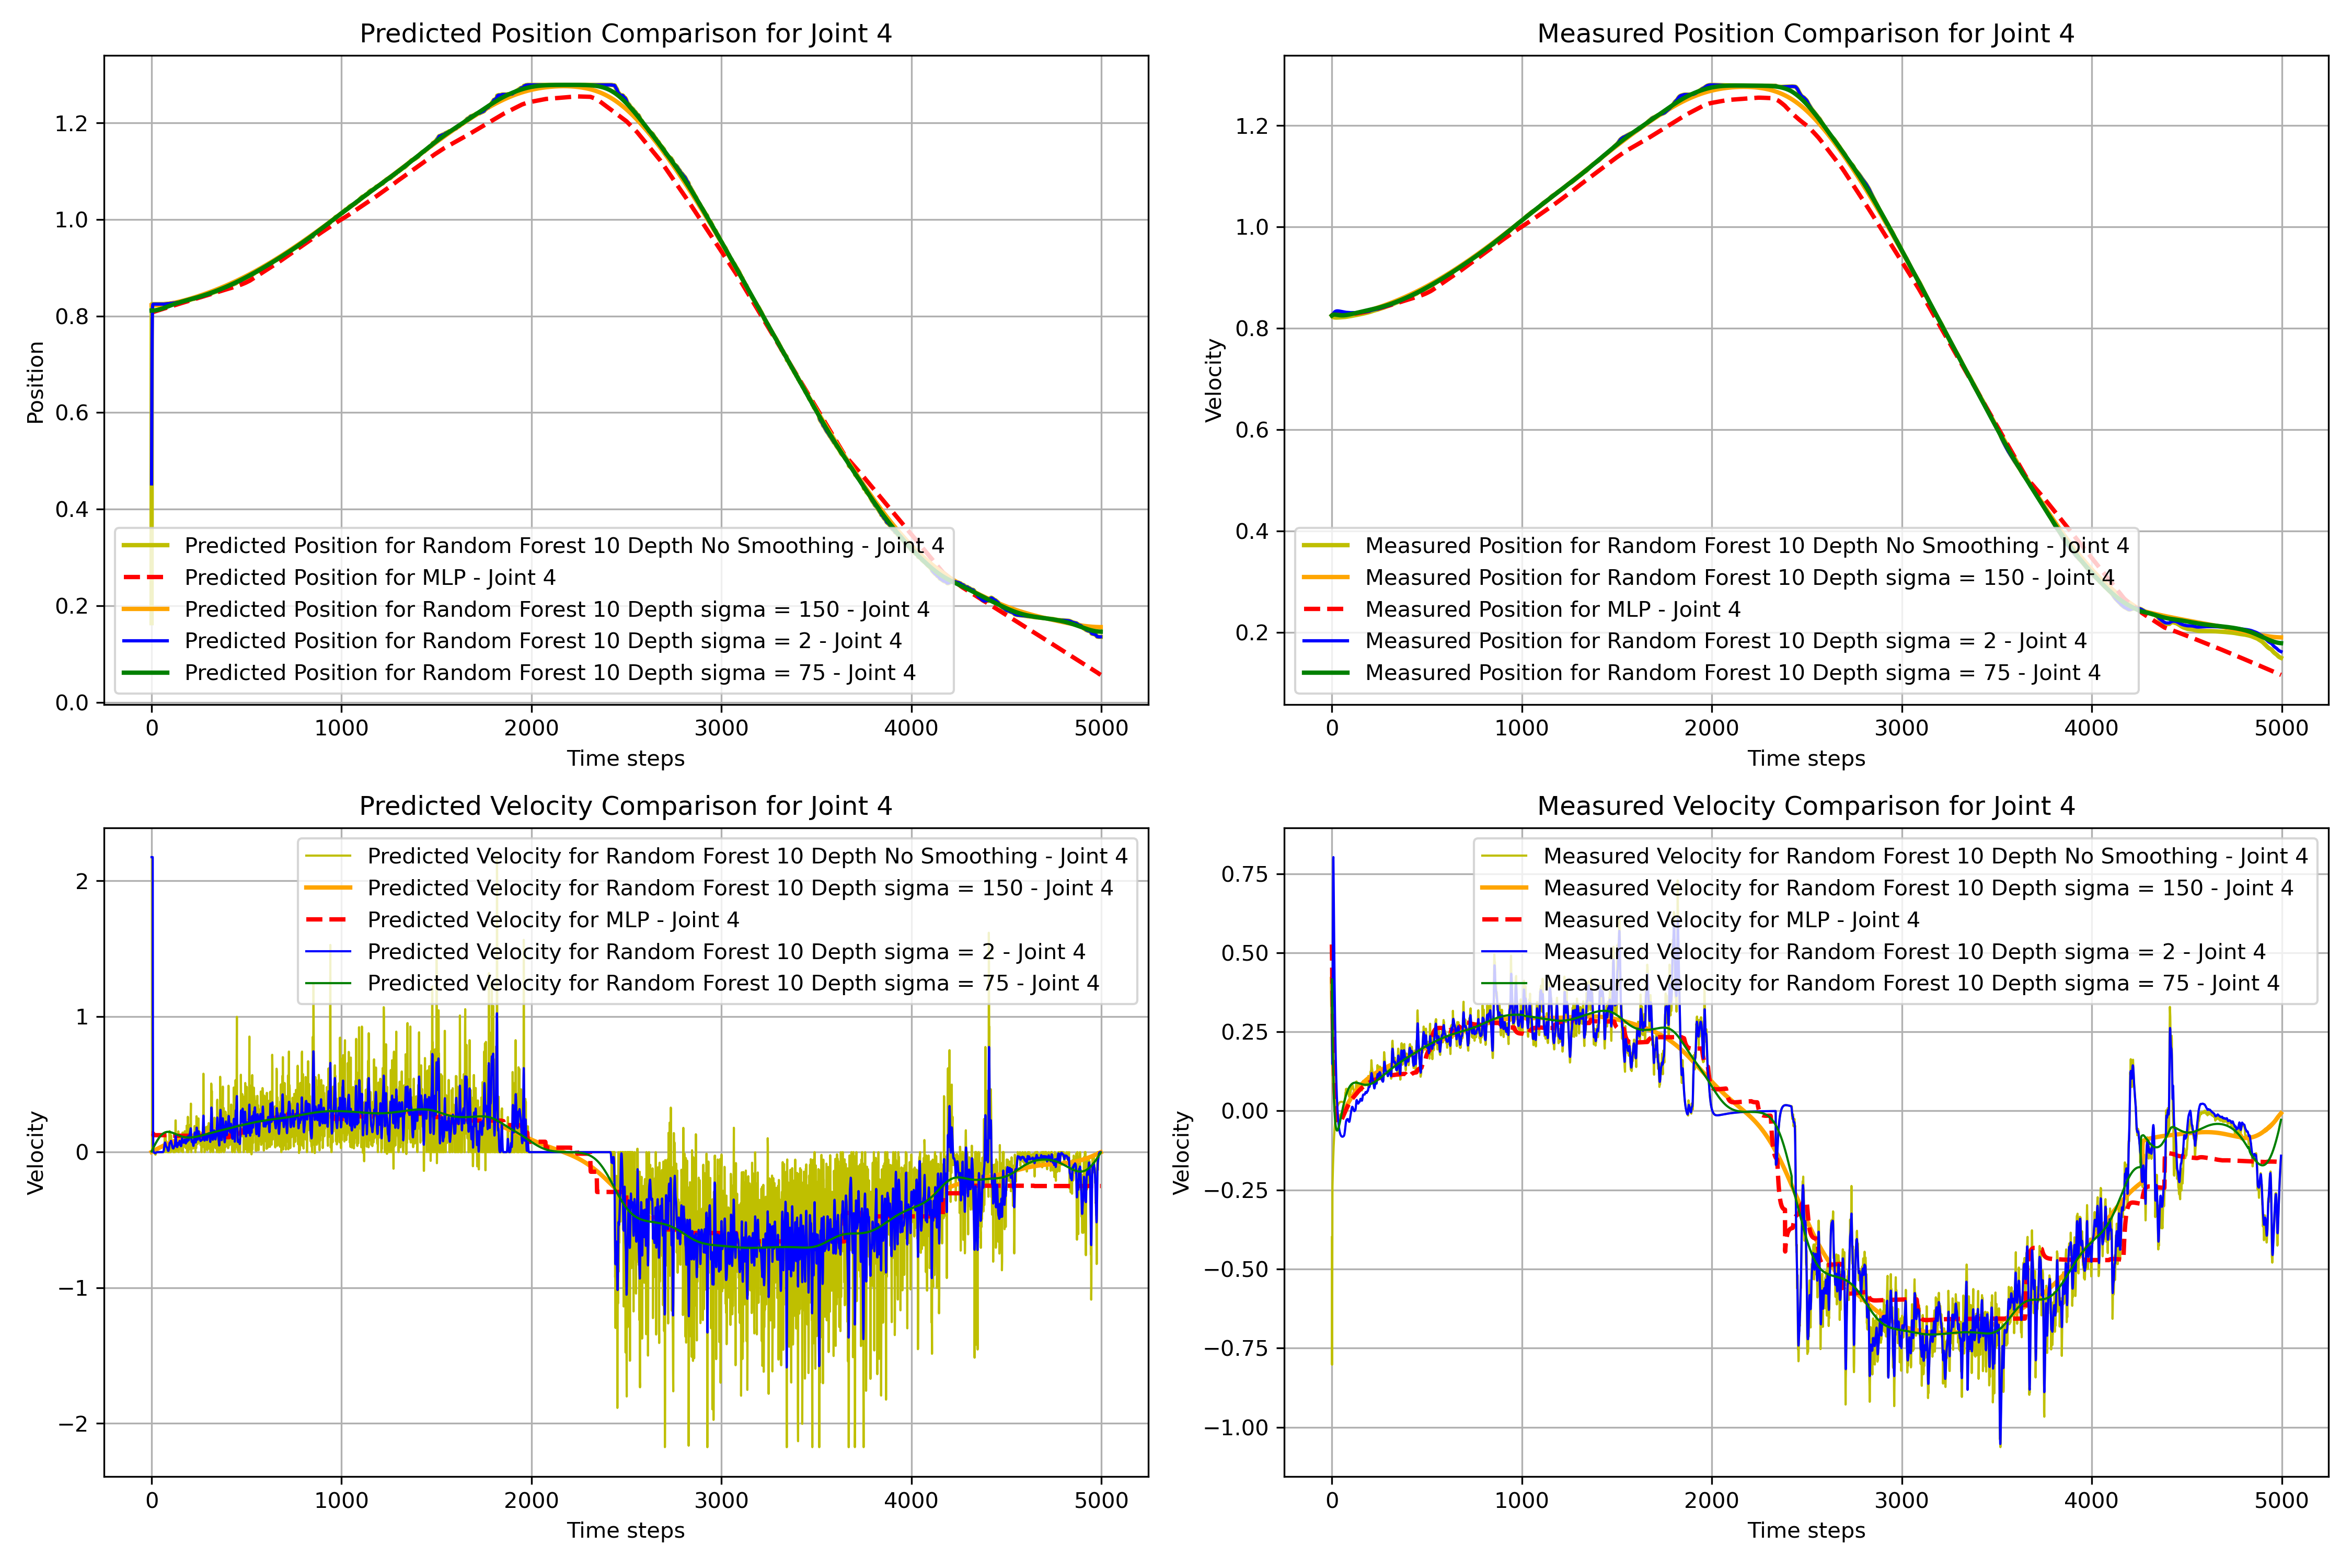 Predicted Position Comparison for Joint 4
Position
1.2
1.0
0.8
0.6
0.4
0.2
0.0
Predicted Position for Random Forest 10 Depth No Smoothing - Joint 4
Predicted Position for MLP - Joint 4
Predicted Position for Random Forest 10 Depth sigma = 150 - Joint 4
Predicted Position for Random Forest 10 Depth sigma = 2 - Joint 4
Predicted Position for Random Forest 10 Depth sigma = 75 - Joint 4
0 1000 2000 3000 4000 5000
Time steps
Measured Position Comparison for Joint 4
Velocity
1.2
1.0
0.8
0.6
0.4
0.2
Measured Position for Random Forest 10 Depth No Smoothing - Joint 4
Measured Position for Random Forest 10 Depth sigma = 150 - Joint 4
Measured Position for MLP - Joint 4
Measured Position for Random Forest 10 Depth sigma = 2 - Joint 4
Measured Position for Random Forest 10 Depth sigma = 75 - Joint 4
0 1000 2000 3000 4000 5000
Time steps
Predicted Velocity Comparison for Joint 4
Velocity
2
1
0
−1
−2
Predicted Velocity for Random Forest 10 Depth No Smoothing - Joint 4
Predicted Velocity for Random Forest 10 Depth sigma = 150 - Joint 4
Predicted Velocity for MLP - Joint 4
Predicted Velocity for Random Forest 10 Depth sigma = 2 - Joint 4
Predicted Velocity for Random Forest 10 Depth sigma = 75 - Joint 4
0 1000 2000 3000 4000 5000
Time steps
Measured Velocity Comparison for Joint 4
Velocity
0.75
0.50
0.25
0.00
−0.25
−0.50
−0.75
−1.00
Measured Velocity for Random Forest 10 Depth No Smoothing - Joint 4
Measured Velocity for Random Forest 10 Depth sigma = 150 - Joint 4
Measured Velocity for MLP - Joint 4
Measured Velocity for Random Forest 10 Depth sigma = 2 - Joint 4
Measured Velocity for Random Forest 10 Depth sigma = 75 - Joint 4
0 1000 2000 3000 4000 5000
Time steps